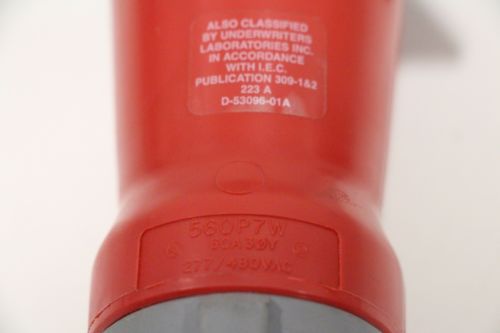 ALSO CLASSIFIED
BY UNDERWRITERS
LABORATORIES INC.
IN ACCORDANCE
WITH I.E.C.
PUBLICATION 309-1&2
223 A
D-53096-01A
560P7W
60A 3ØY
277/480VAC